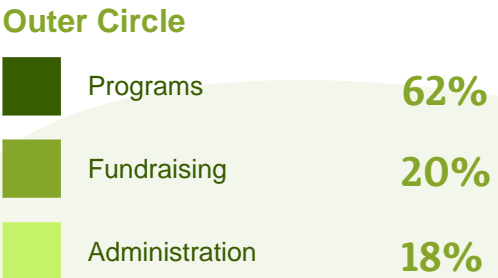 Outer Circle
Programs 62%
Fundraising 20%
Administration 18%